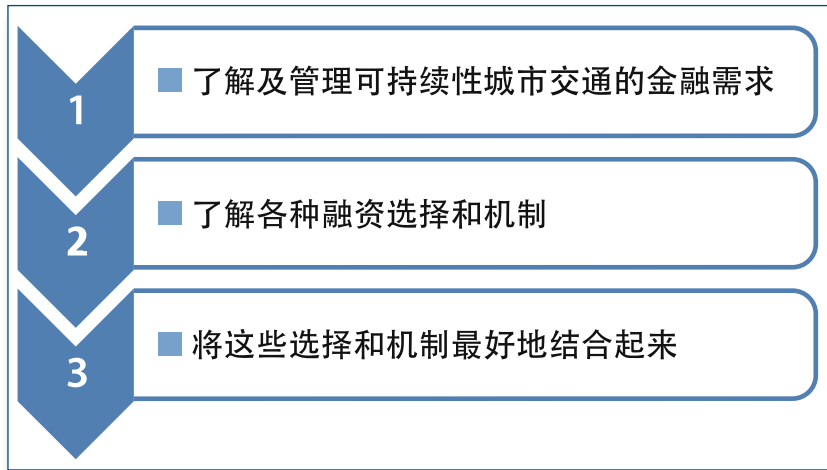 1
了解及管理可持续性城市交通的金融需求
2
了解各种融资选择和机制
3
将这些选择和机制最好地结合起来